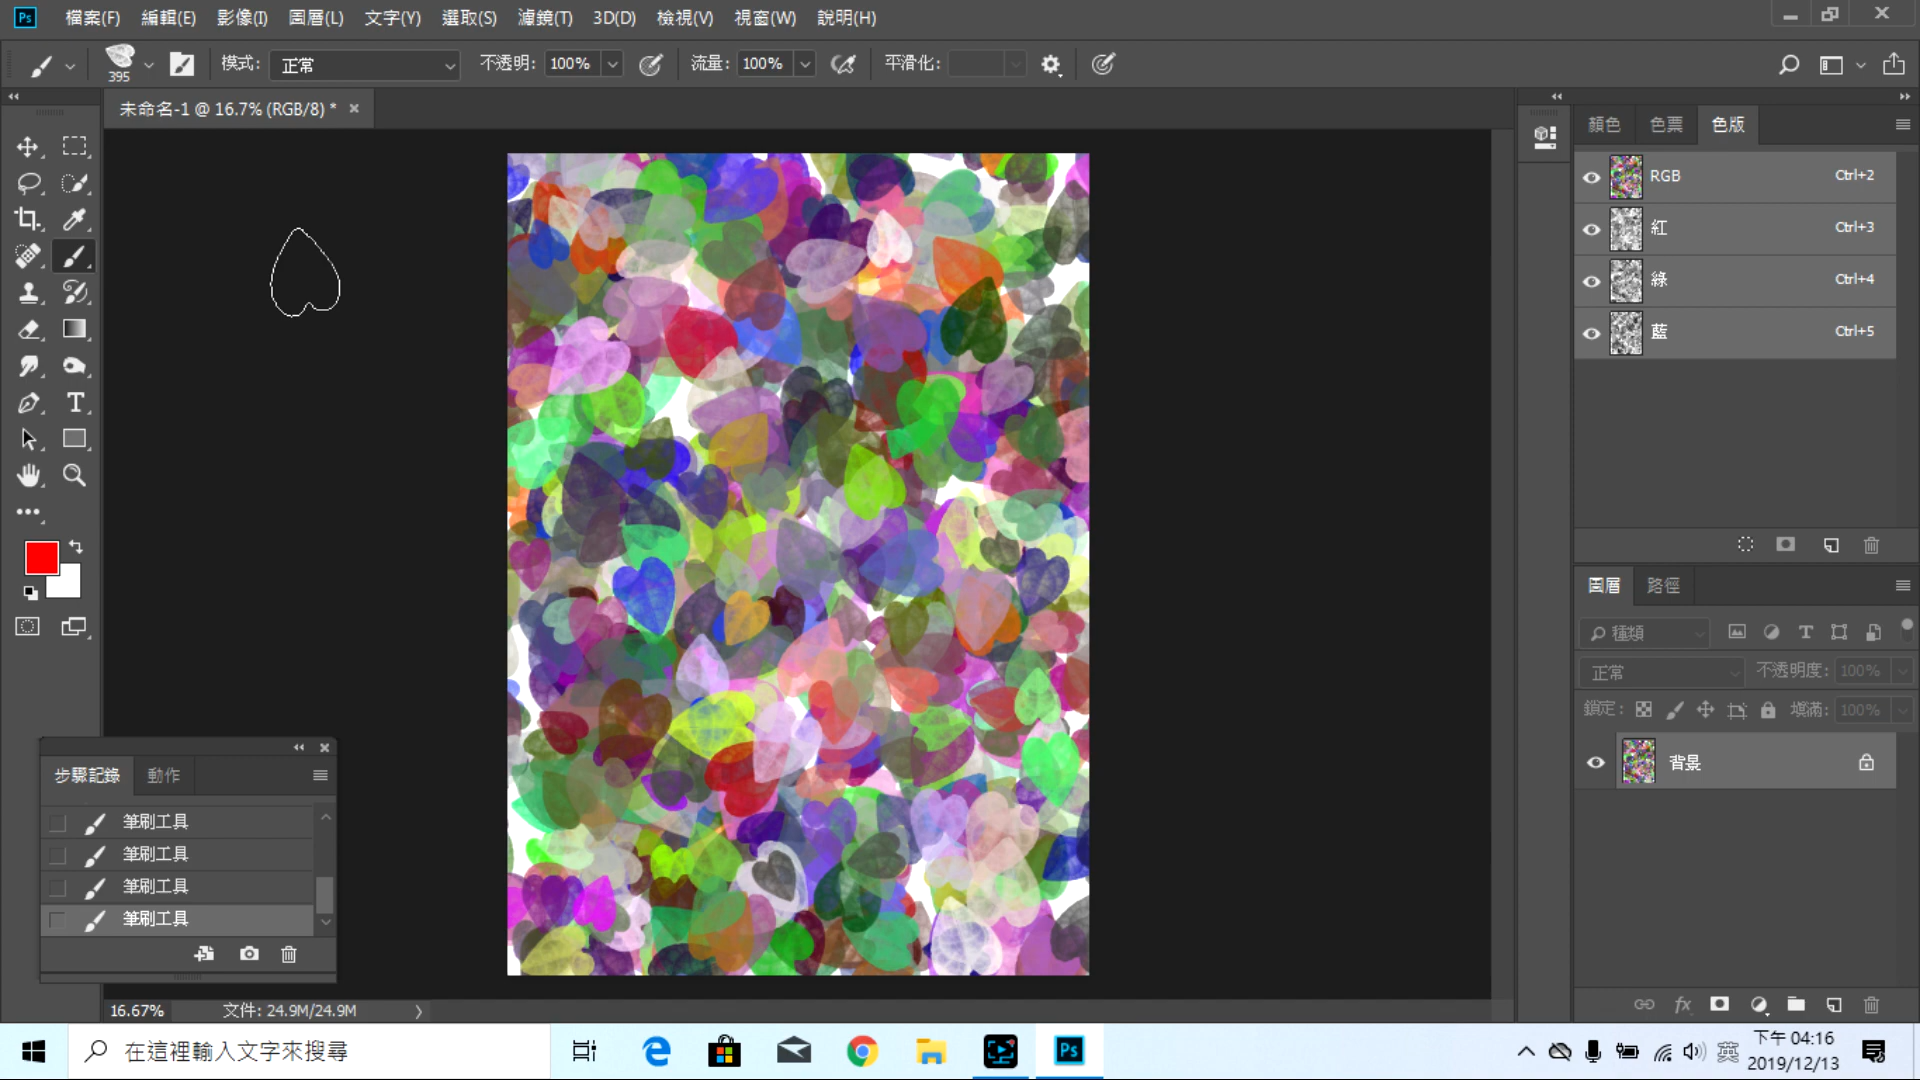 Ps 檔案(F) 編輯(E) 影像(I) 圖層(L) 文字(Y) 選取(S) 濾鏡(T) 3D(D) 檢視(V) 視窗(W) 說明(H)
395 模式: 正常 不透明: 100% 流量: 100% 平滑化:
未命名-1 @ 16.7% (RGB/8) *
顏色 色票 色版
RGB Ctrl+2
紅 Ctrl+3
綠 Ctrl+4
藍 Ctrl+5
圖層 路徑
種類
正常 不透明度: 100%
鎖定: 填滿: 100%
背景
fx
步驟記錄 動作
筆刷工具
筆刷工具
筆刷工具
筆刷工具
16.67% 文件: 24.9M/24.9M
在這裡輸入文字來搜尋
Ps
英
下午 04:16
2019/12/13